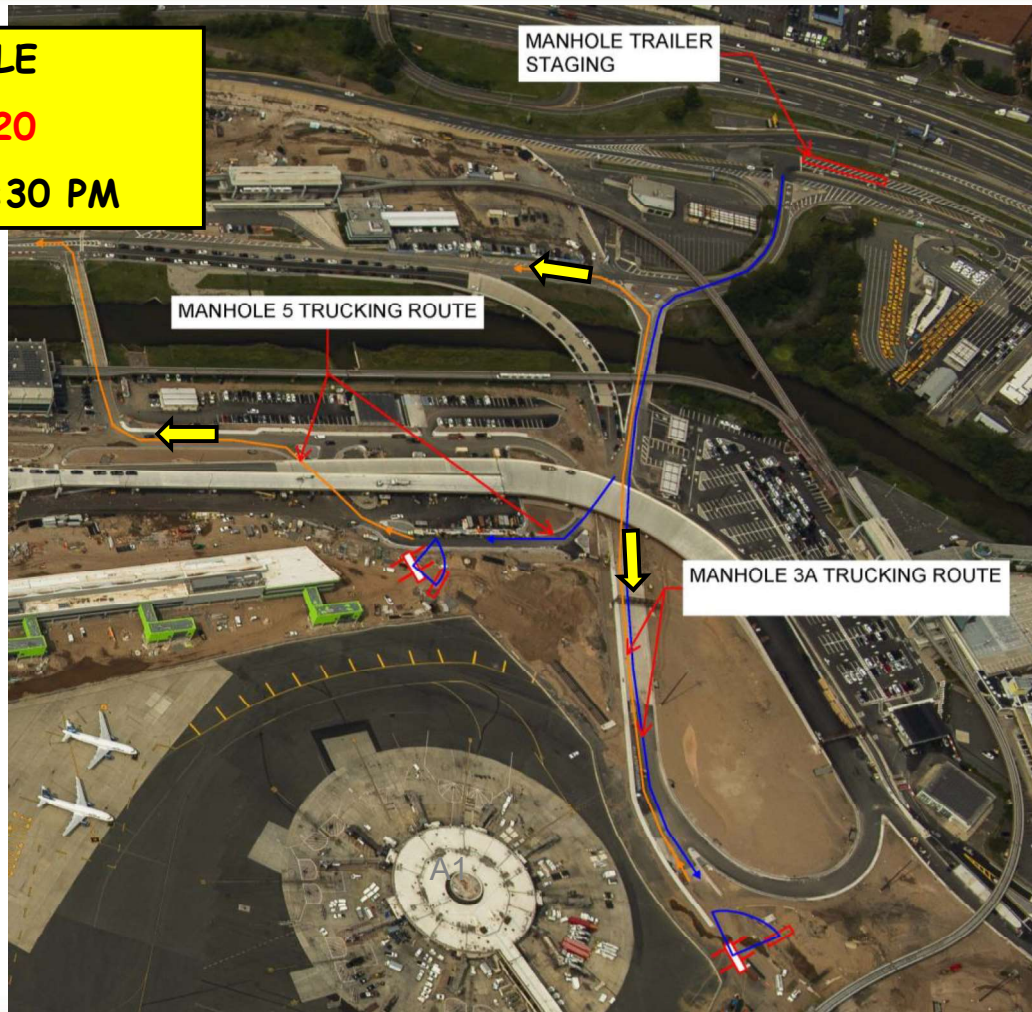 LE
20
:30 PM
MANHOLE TRAILER
STAGING
MANHOLE 5 TRUCKING ROUTE
MANHOLE 3A TRUCKING ROUTE
A1